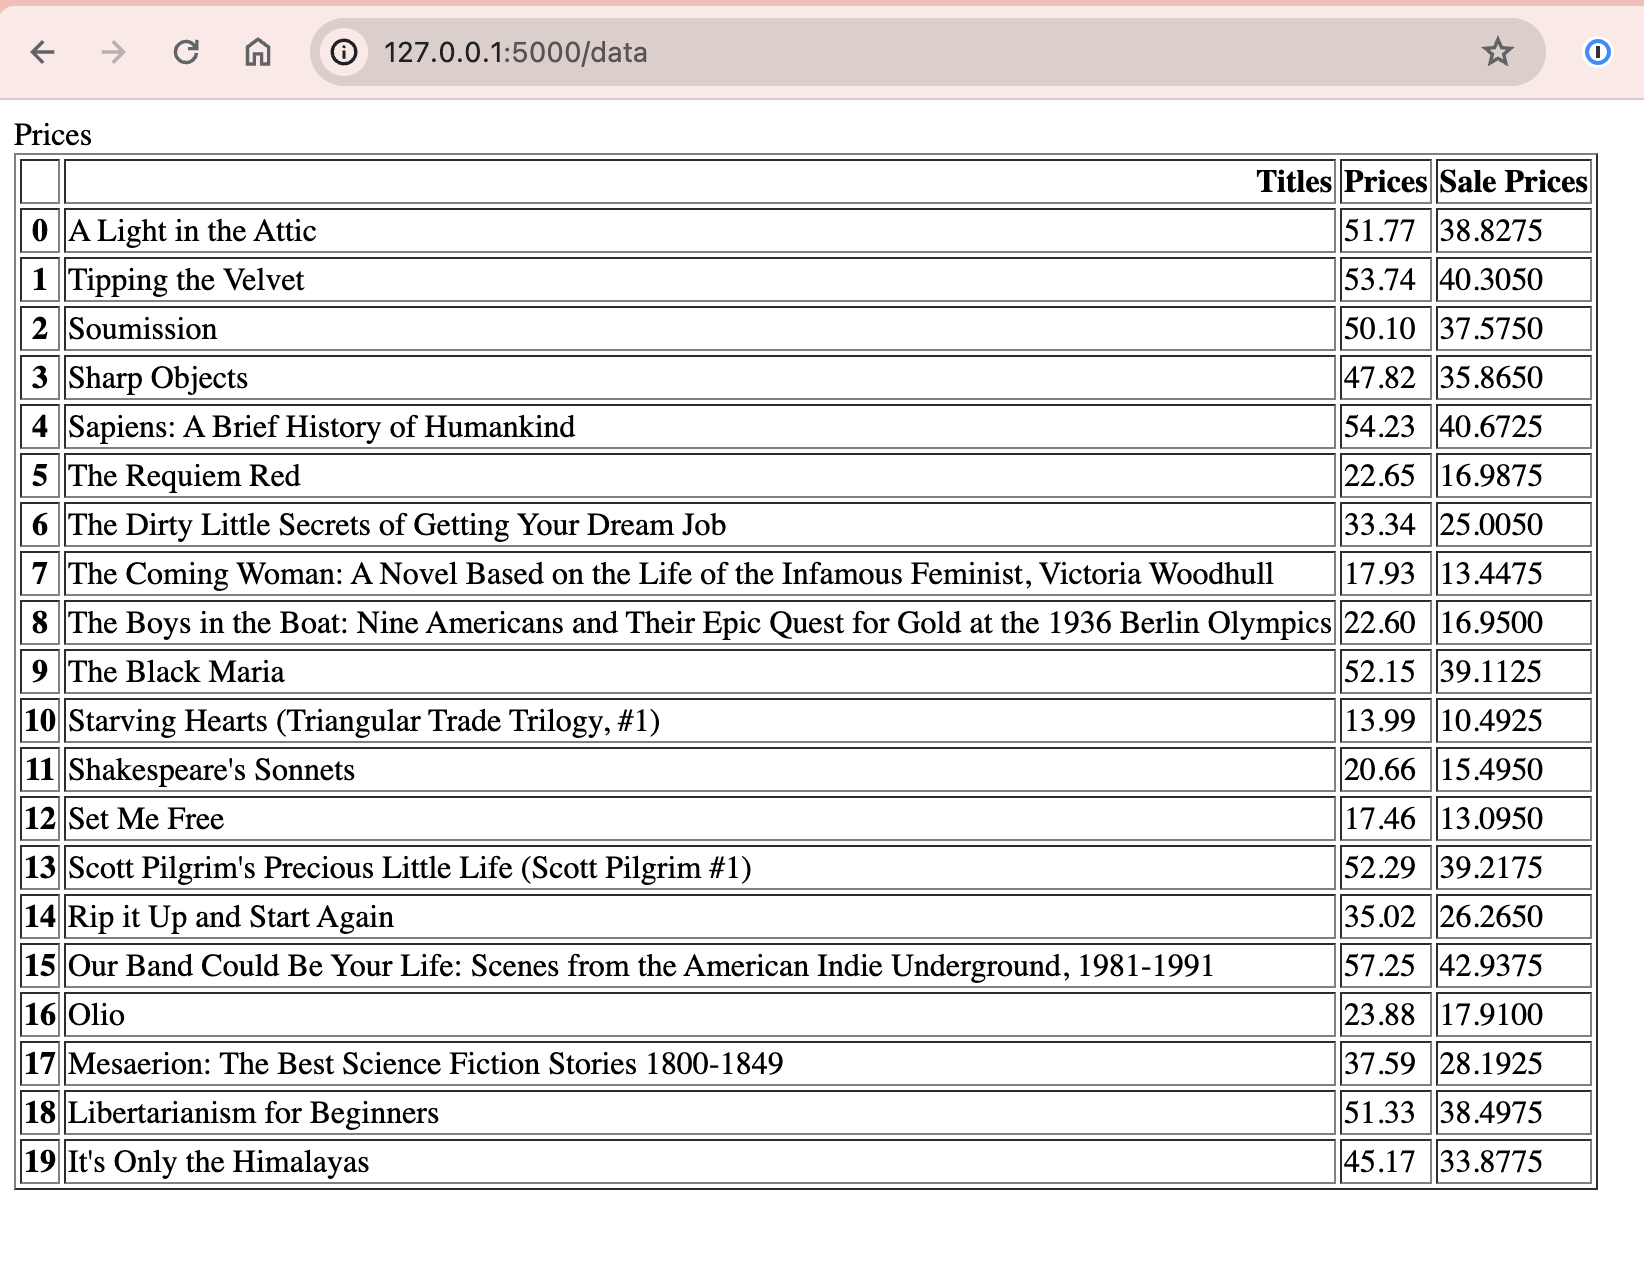 127.0.0.1:5000/data
Prices
Titles Prices Sale Prices
0 A Light in the Attic 51.77 38.8275
1 Tipping the Velvet 53.74 40.3050
2 Soumission 50.10 37.5750
3 Sharp Objects 47.82 35.8650
4 Sapiens: A Brief History of Humankind 54.23 40.6725
5 The Requiem Red 22.65 16.9875
6 The Dirty Little Secrets of Getting Your Dream Job 33.34 25.0050
7 The Coming Woman: A Novel Based on the Life of the Infamous Feminist, Victoria Woodhull 17.93 13.4475
8 The Boys in the Boat: Nine Americans and Their Epic Quest for Gold at the 1936 Berlin Olympics 22.60 16.9500
9 The Black Maria 52.15 39.1125
10 Starving Hearts (Triangular Trade Trilogy, #1) 13.99 10.4925
11 Shakespeare's Sonnets 20.66 15.4950
12 Set Me Free 17.46 13.0950
13 Scott Pilgrim's Precious Little Life (Scott Pilgrim #1) 52.29 39.2175
14 Rip it Up and Start Again 35.02 26.2650
15 Our Band Could Be Your Life: Scenes from the American Indie Underground, 1981-1991 57.25 42.9375
16 Olio 23.88 17.9100
17 Mesaerion: The Best Science Fiction Stories 1800-1849 37.59 28.1925
18 Libertarianism for Beginners 51.33 38.4975
19 It's Only the Himalayas 45.17 33.8775